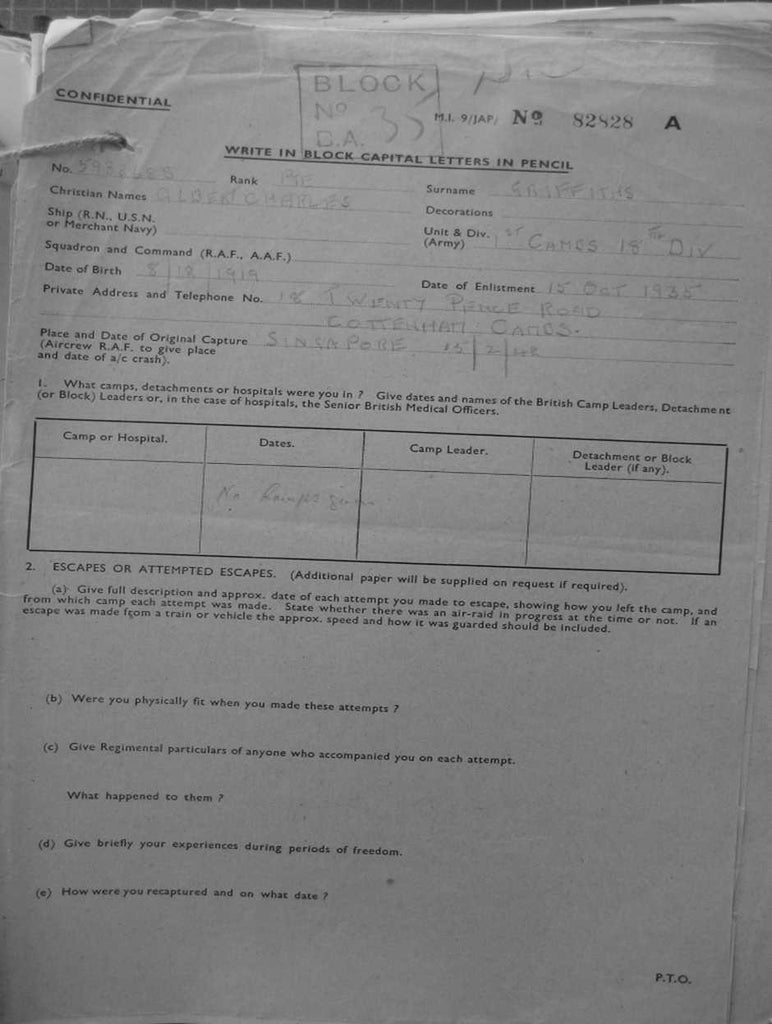 BLOCK
Nº 35
B.A.
CONFIDENTIAL
M.I. 9/JAP/ Nº 82828 A
WRITE IN BLOCK CAPITAL LETTERS IN PENCIL
No. Rank PTE Surname GRIFFITHS
Christian Names CHARLES Decorations
Ship (R.N., U.S.N.
or Merchant Navy)
Unit & Div. 1ST CAMBS 18TH DIV
(Army)
Squadron and Command (R.A.F., A.A.F.)
Date of Birth 8/12/1919 Date of Enlistment 15 OCT 1935
Private Address and Telephone No. 18 TWENTY PENCE ROAD
COTTENHAM CAMBS.
Place and Date of Original Capture SINGAPORE 15/2/42
(Aircrew R.A.F. to give place
and date of a/c crash).
1. What camps, detachments or hospitals were you in ? Give dates and names of the British Camp Leaders, Detachment
(or Block) Leaders or, in the case of hospitals, the Senior British Medical Officers.
Camp or Hospital. Dates. Camp Leader. Detachment or Block
Leader (if any).
No Camps given
2. ESCAPES OR ATTEMPTED ESCAPES. (Additional paper will be supplied on request if required).
(a) Give full description and approx. date of each attempt you made to escape, showing how you left the camp, and
from which camp each attempt was made. State whether there was an air-raid in progress at the time or not. If an
escape was made from a train or vehicle the approx. speed and how it was guarded should be included.
(b) Were you physically fit when you made these attempts ?
(c) Give Regimental particulars of anyone who accompanied you on each attempt.
What happened to them ?
(d) Give briefly your experiences during periods of freedom.
(e) How were you recaptured and on what date ?
P.T.O.